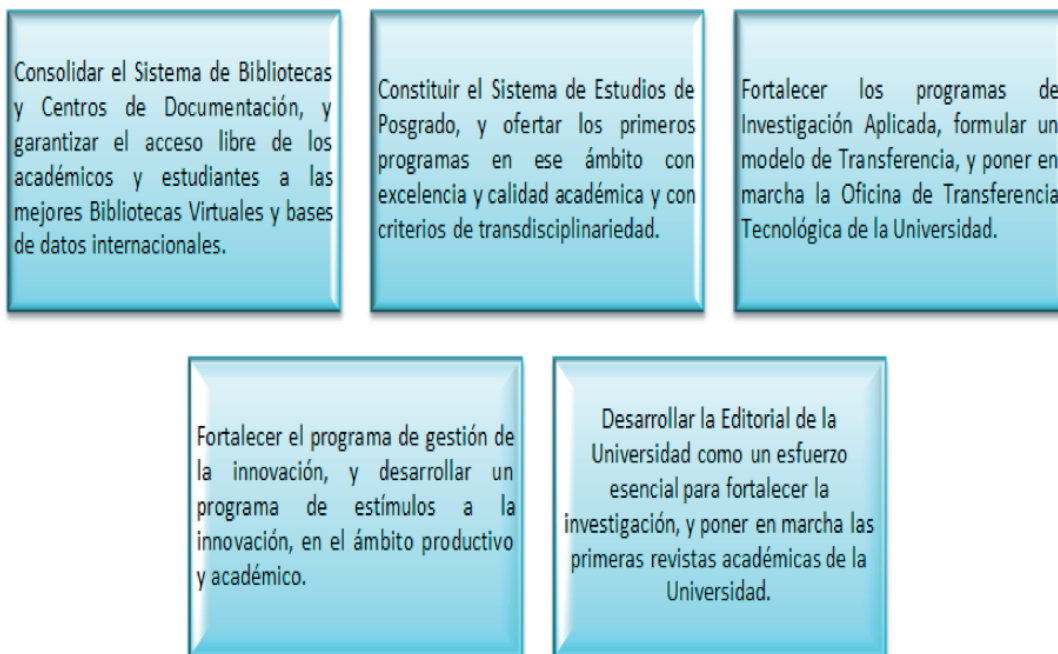 Consolidar el Sistema de Bibliotecas
y Centros de Documentación, y
garantizar el acceso libre de los
académicos y estudiantes a las
mejores Bibliotecas Virtuales y bases
de datos internacionales.
Constituir el Sistema de Estudios de
Posgrado, y ofertar los primeros
programas en ese ámbito con
excelencia y calidad académica y con
criterios de transdisciplinariedad.
Fortalecer los programas de
Investigación Aplicada, formular un
modelo de Transferencia, y poner en
marcha la Oficina de Transferencia
Tecnológica de la Universidad.
Fortalecer el programa de gestión de
la innovación, y desarrollar un
programa de estímulos a la
innovación, en el ámbito productivo
y académico.
Desarrollar la Editorial de la
Universidad como un esfuerzo
esencial para fortalecer la
investigación, y poner en marcha las
primeras revistas académicas de la
Universidad.